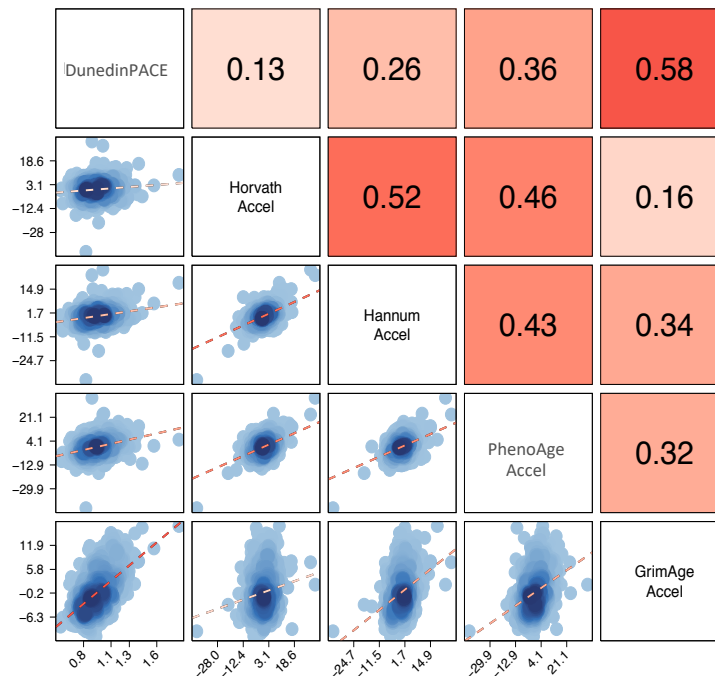 DunedinPACE 0.13 0.26 0.36 0.58
18.6
3.1
−12.4
−28
Horvath
Accel
0.52 0.46 0.16
14.9
1.7
−11.5
−24.7
Hannum
Accel
0.43 0.34
21.1
4.1
−12.9
−29.9
PhenoAge
Accel
0.32
11.9
5.8
−0.2
−6.3
GrimAge
Accel
0.8 1.1 1.3 1.6 −28.0 −12.4 3.1 18.6 −24.7 −11.5 1.7 14.9 −29.9 −12.9 4.1 21.1